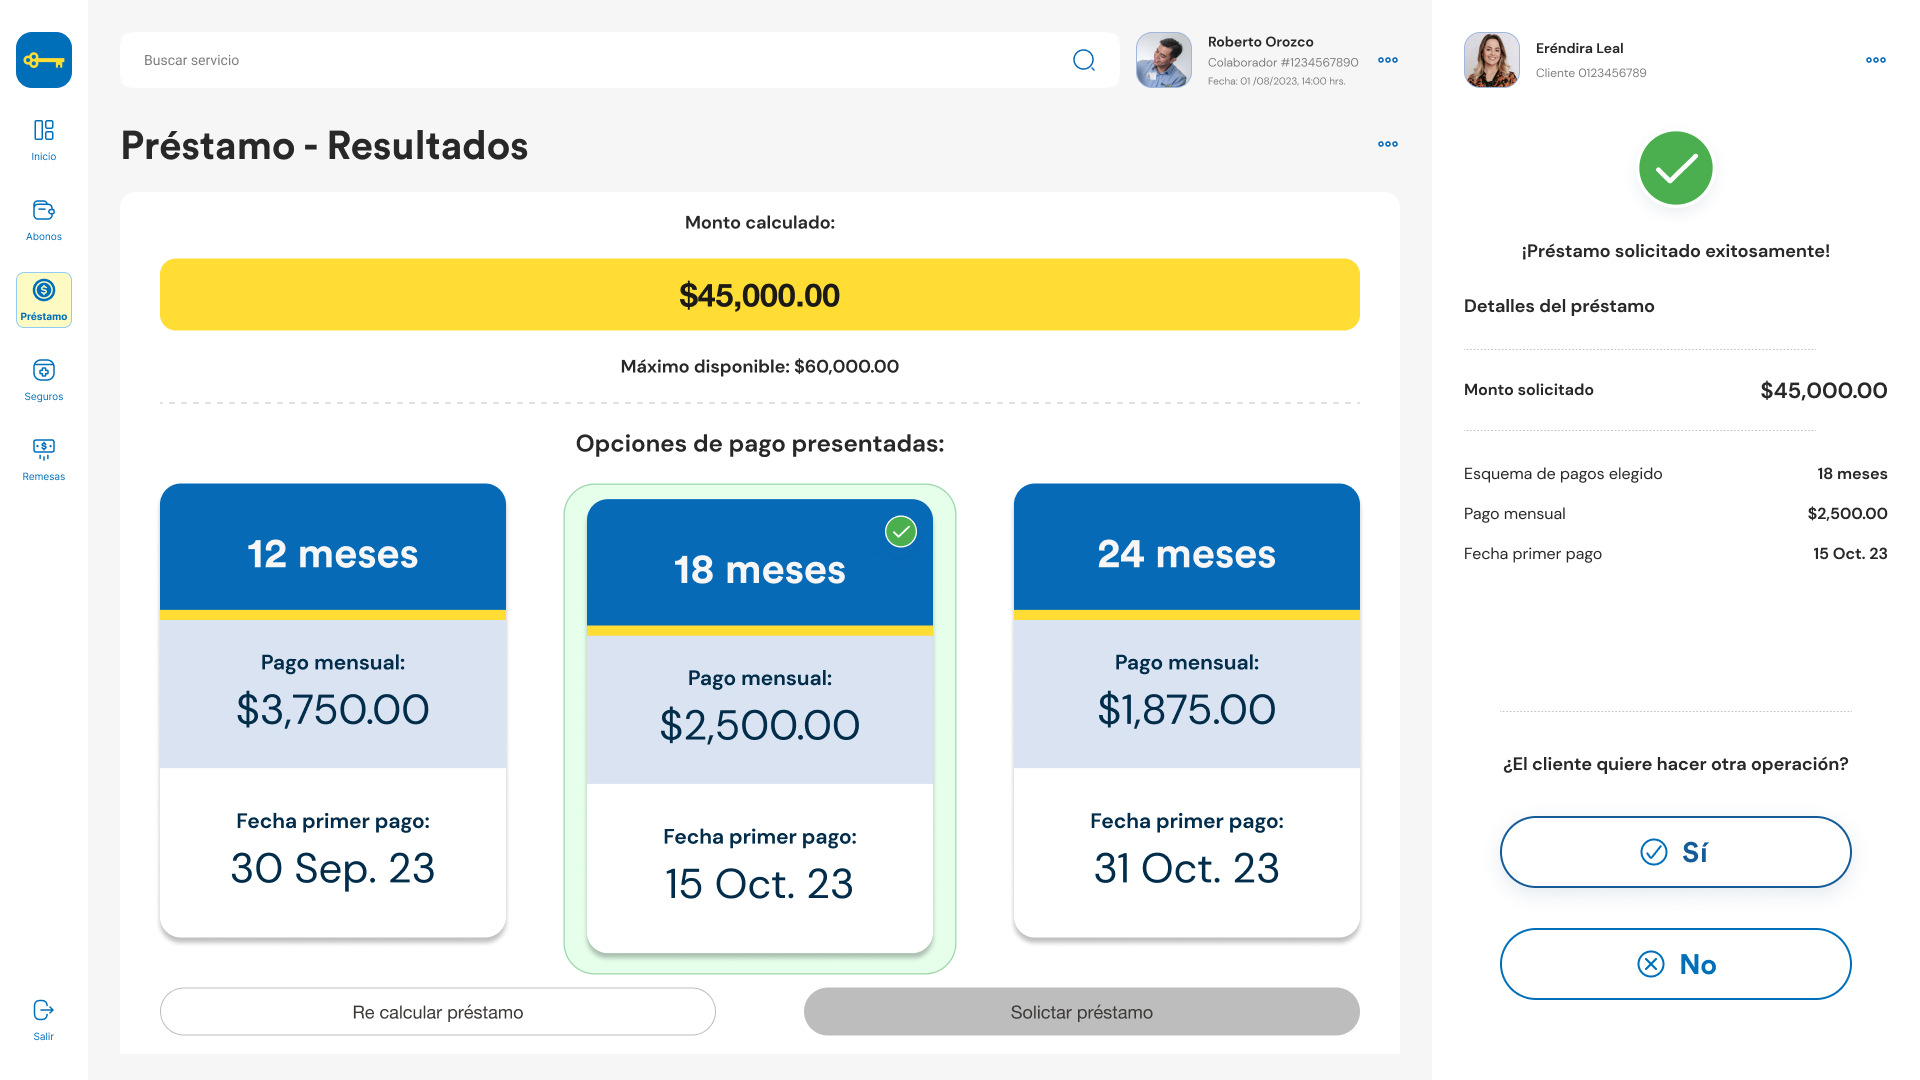 Inicio
Abonos
Préstamo
Seguros
Remesas
Salir
Buscar servicio
Roberto Orozco
Colaborador #1234567890
Fecha: 01 /08/2023, 14:00 hrs.
Préstamo - Resultados
Monto calculado:
$45,000.00
Máximo disponible: $60,000.00
Opciones de pago presentadas:
12 meses
Pago mensual:
$3,750.00
Fecha primer pago:
30 Sep. 23
18 meses
Pago mensual:
$2,500.00
Fecha primer pago:
15 Oct. 23
24 meses
Pago mensual:
$1,875.00
Fecha primer pago:
31 Oct. 23
Re calcular préstamo
Solictar préstamo
Eréndira Leal
Cliente 0123456789
¡Préstamo solicitado exitosamente!
Detalles del préstamo
Monto solicitado $45,000.00
Esquema de pagos elegido 18 meses
Pago mensual $2,500.00
Fecha primer pago 15 Oct. 23
¿El cliente quiere hacer otra operación?
Sí
No